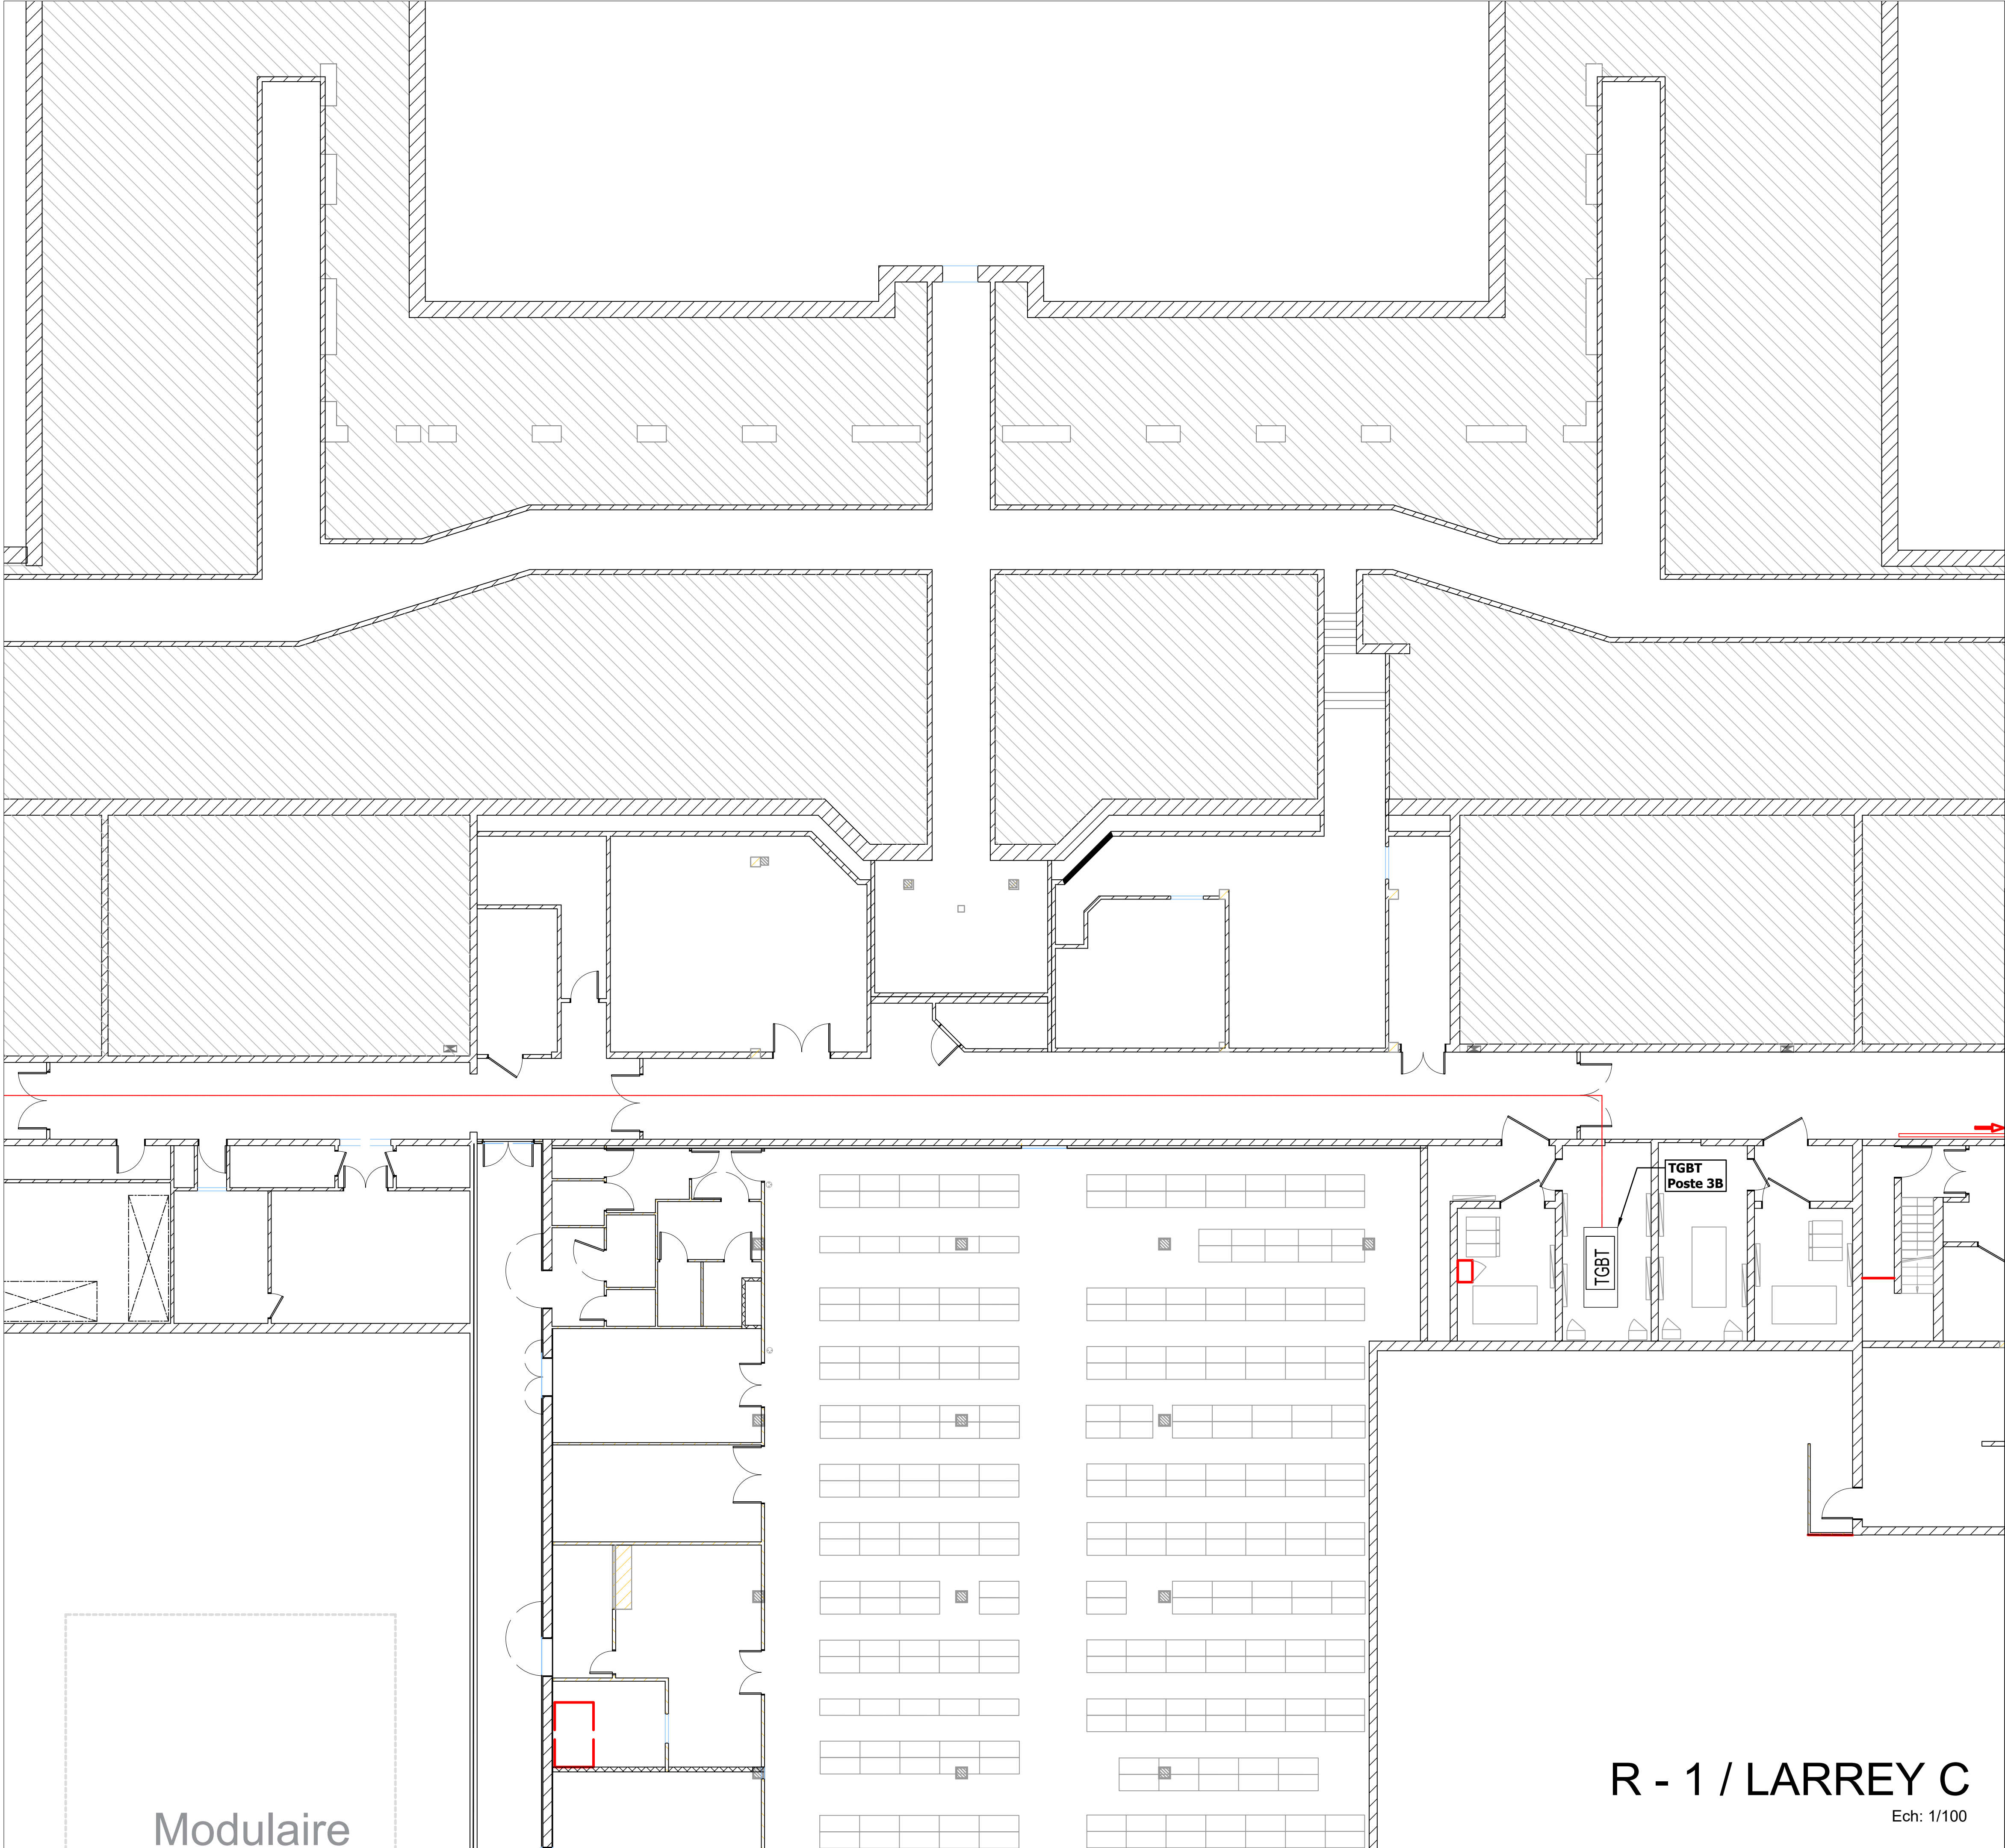 TGBT
Poste 3B
TGBT
R - 1 / LARREY C
Ech: 1/100
Modulaire